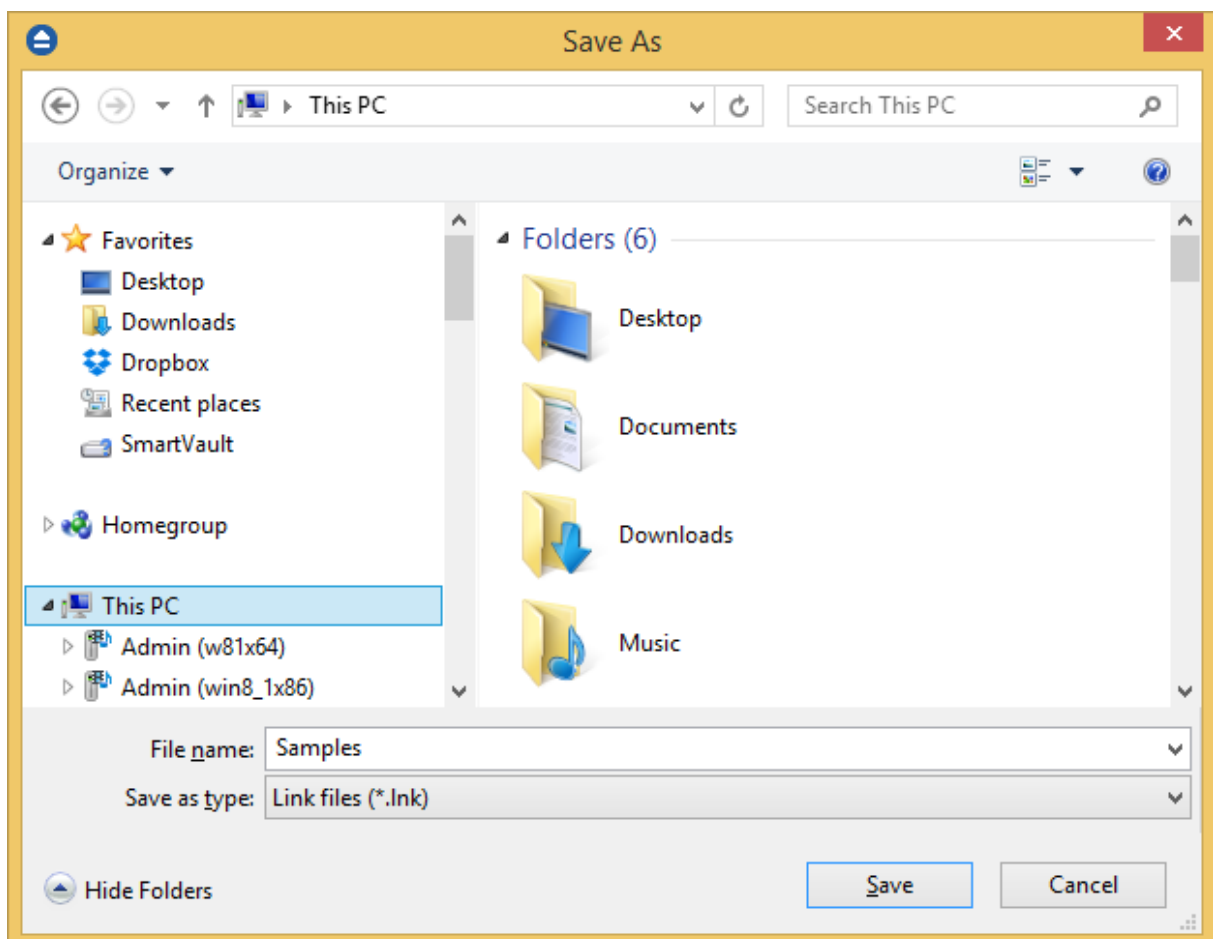 Save As
This PC
Search This PC
Organize
Favorites
Desktop
Downloads
Dropbox
Recent places
SmartVault
Homegroup
This PC
Admin (w81x64)
Admin (win8_1x86)
Folders (6)
Desktop
Documents
Downloads
Music
File name: Samples
Save as type: Link files (*.lnk)
Hide Folders
Save
Cancel